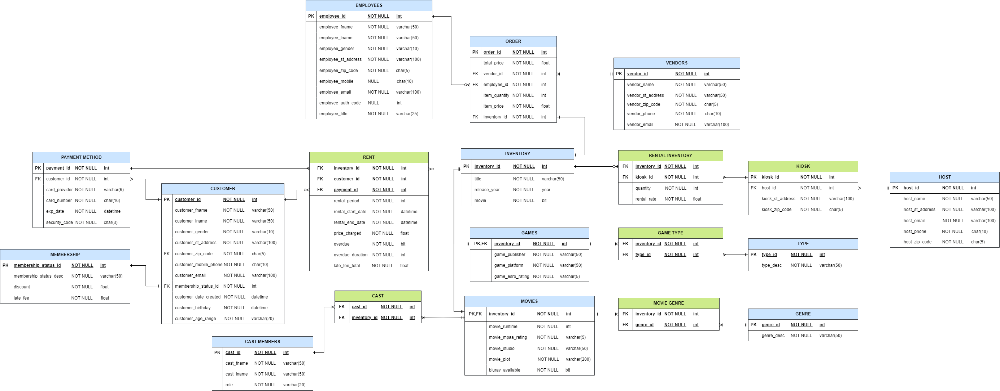 EMPLOYEES
PK employee_id NOT NULL int
employee_fname NOT NULL varchar(50)
employee_lname NOT NULL varchar(50)
employee_gender NOT NULL varchar(10)
employee_st_address NOT NULL varchar(100)
employee_zip_code NOT NULL char(5)
employee_mobile NULL char(10)
employee_email NOT NULL varchar(100)
employee_auth_code NULL int
employee_title NOT NULL varchar(25)
ORDER
PK order_id NOT NULL int
total_price NOT NULL float
FK vendor_id NOT NULL int
FK employee_id NOT NULL int
item_quantity NOT NULL int
item_price NOT NULL float
FK inventory_id NOT NULL int
VENDORS
PK vendor_id NOT NULL int
vendor_name NOT NULL varchar(50)
vendor_st_address NOT NULL varchar(50)
vendor_zip_code NOT NULL char(5)
vendor_phone NOT NULL char(10)
vendor_email NOT NULL varchar(100)
PAYMENT METHOD
PK payment_id NOT NULL int
FK customer_id NOT NULL int
card_provider NOT NULL varchar(6)
card_number NOT NULL char(16)
exp_date NOT NULL datetime
security_code NOT NULL char(3)
CUSTOMER
PK customer_id NOT NULL int
customer_fname NOT NULL varchar(50)
customer_lname NOT NULL varchar(50)
customer_gender NOT NULL varchar(10)
customer_st_address NOT NULL varchar(100)
FK customer_zip_code NOT NULL char(5)
customer_mobile_phone NOT NULL char(10)
customer_email NOT NULL varchar(100)
FK membership_status_id NOT NULL int
customer_date_created NOT NULL datetime
customer_birthday NOT NULL datetime
customer_age_range NOT NULL varchar(20)
MEMBERSHIP
PK membership_status_id NOT NULL int
membership_status_desc NOT NULL varchar(50)
discount NOT NULL float
late_fee NOT NULL float
RENT
FK inventory_id NOT NULL int
FK customer_id NOT NULL int
FK payment_id NOT NULL int
rental_period NOT NULL int
rental_start_date NOT NULL datetime
rental_end_date NOT NULL datetime
price_charged NOT NULL float
overdue NOT NULL bit
overdue_duration NOT NULL int
late_fee_total NOT NULL float
INVENTORY
PK inventory_id NOT NULL int
title NOT NULL varchar(50)
release_year NOT NULL year
movie NOT NULL bit
RENTAL INVENTORY
FK inventory_id NOT NULL int
FK kiosk_id NOT NULL int
quantity NOT NULL int
rental_rate NOT NULL float
KIOSK
PK kiosk_id NOT NULL int
FK host_id NOT NULL int
kiosk_st_address NOT NULL varchar(100)
kiosk_zip_code NOT NULL char(5)
HOST
PK host_id NOT NULL int
host_name NOT NULL varchar(50)
host_st_address NOT NULL varchar(100)
host_email NOT NULL varchar(100)
host_phone NOT NULL char(10)
host_zip_code NOT NULL char(5)
GAMES
PK,FK inventory_id NOT NULL int
game_publisher NOT NULL varchar(50)
game_platform NOT NULL varchar(50)
game_esrb_rating NOT NULL varchar(5)
GAME TYPE
FK inventory_id NOT NULL int
FK type_id NOT NULL int
TYPE
PK type_id NOT NULL int
type_desc NOT NULL varchar(50)
CAST
FK cast_id NOT NULL int
FK inventory_id NOT NULL int
CAST MEMBERS
PK cast_id NOT NULL int
cast_fname NOT NULL varchar(50)
cast_lname NOT NULL varchar(50)
role NOT NULL varchar(20)
MOVIES
PK,FK inventory_id NOT NULL int
movie_runtime NOT NULL int
movie_mpaa_rating NOT NULL varchar(5)
movie_studio NOT NULL varchar(50)
movie_plot NOT NULL varchar(200)
bluray_available NOT NULL bit
MOVIE GENRE
FK inventory_id NOT NULL int
FK genre_id NOT NULL int
GENRE
PK genre_id NOT NULL int
genre_desc NOT NULL varchar(50)